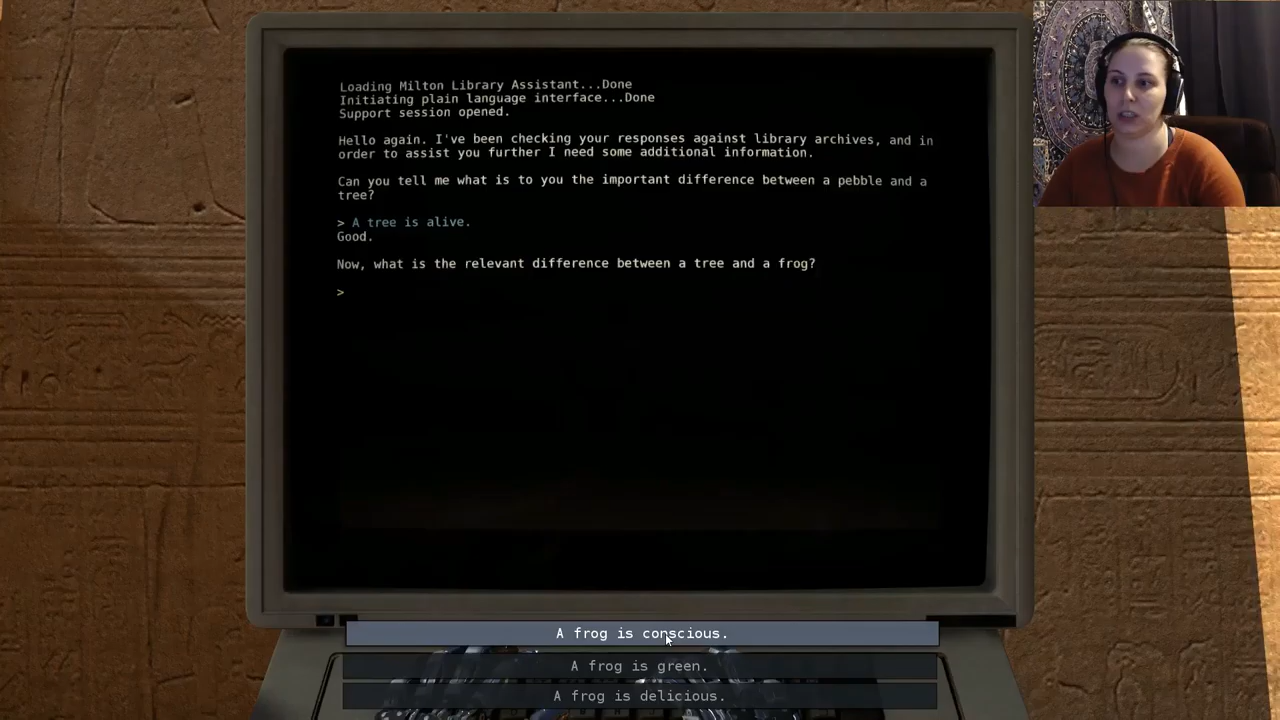 Loading Milton Library Assistant...Done
Initiating plain language interface...Done
Support session opened.
Hello again. I've been checking your responses against library archives, and in
order to assist you further I need some additional information.
Can you tell me what is to you the important difference between a pebble and a
tree?
> A tree is alive.
Good.
Now, what is the relevant difference between a tree and a frog?
>
A frog is conscious.
A frog is green.
A frog is delicious.